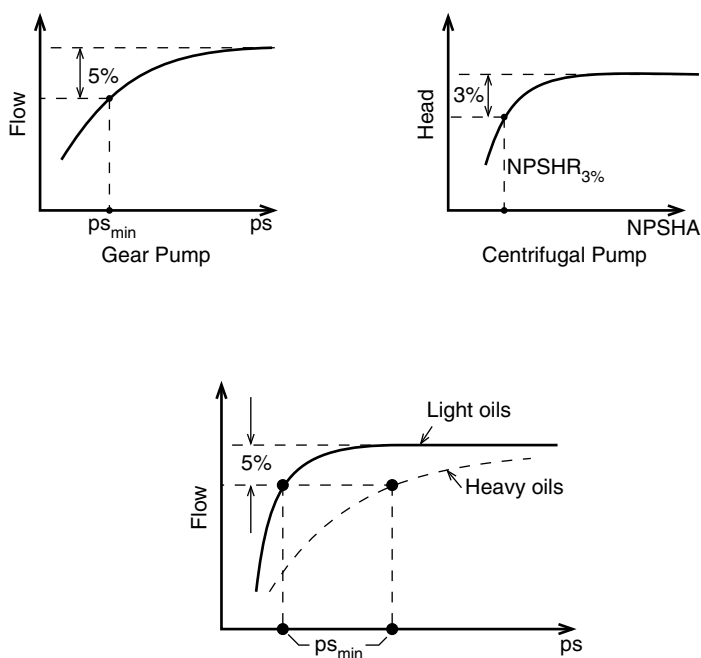 Flow
5%
ps_min
ps
Gear Pump
Head
3%
NPSHR_3%
NPSHA
Centrifugal Pump
Flow
5%
Light oils
Heavy oils
ps_min
ps